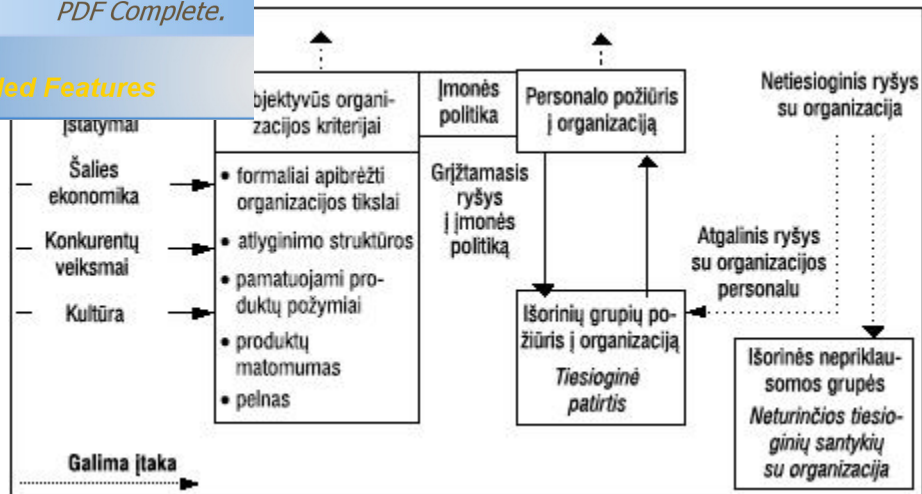 PDF Complete.
ed Features
Įstatymai
Šalies
ekonomika
Konkurentų
veiksmai
Kultūra
bjektyvūs organi-
zacijos kriterijai
• formaliai apibrėžti
organizacijos tikslai
• atlyginimo struktūros
• pamatuojami pro-
duktų požymiai
• produktų
matomumas
• pelnas
Įmonės
politika
Grįžtamasis
ryšys
į įmonės
politiką
Personalo požiūris
į organizaciją
Išorinių grupių po-
žiūris į organizaciją
Tiesioginė
patirtis
Netiesioginis ryšys
su organizacija
Atgalinis ryšys
su organizacijos
personalu
Išorinės nepriklau-
somos grupės
Neturinčios tiesio-
ginių santykių
su organizacija
Galima įtaka